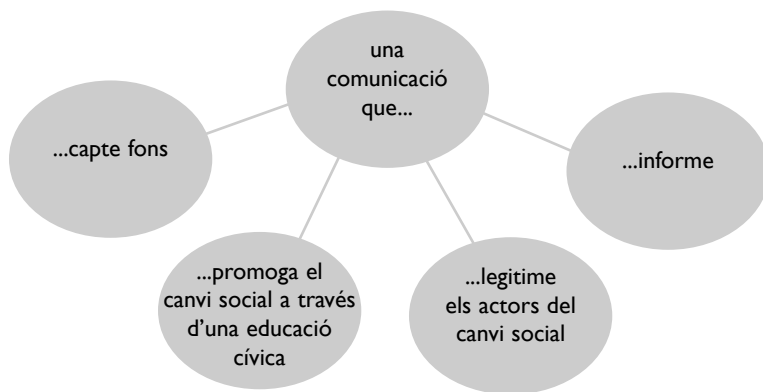 una
comunicació
que...
...capte fons
...informe
...promoga el
canvi social a través
d’una educació
cívica
...legitime
els actors del
canvi social